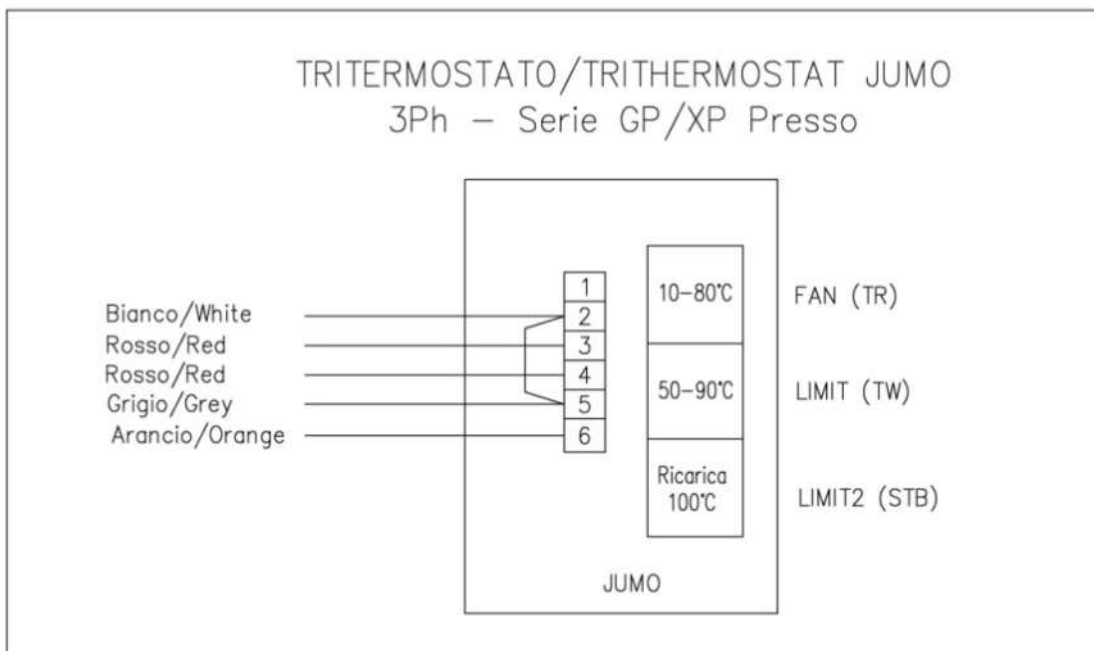 TRITERMOSTATO/TRITHERMOSTAT JUMO
3Ph – Serie GP/XP Presso
Bianco/White
Rosso/Red
Rosso/Red
Grigio/Grey
Arancio/Orange
1
2
3
4
5
6
10–80°C
FAN (TR)
50–90°C
LIMIT (TW)
Ricarica
100°C
LIMIT2 (STB)
JUMO